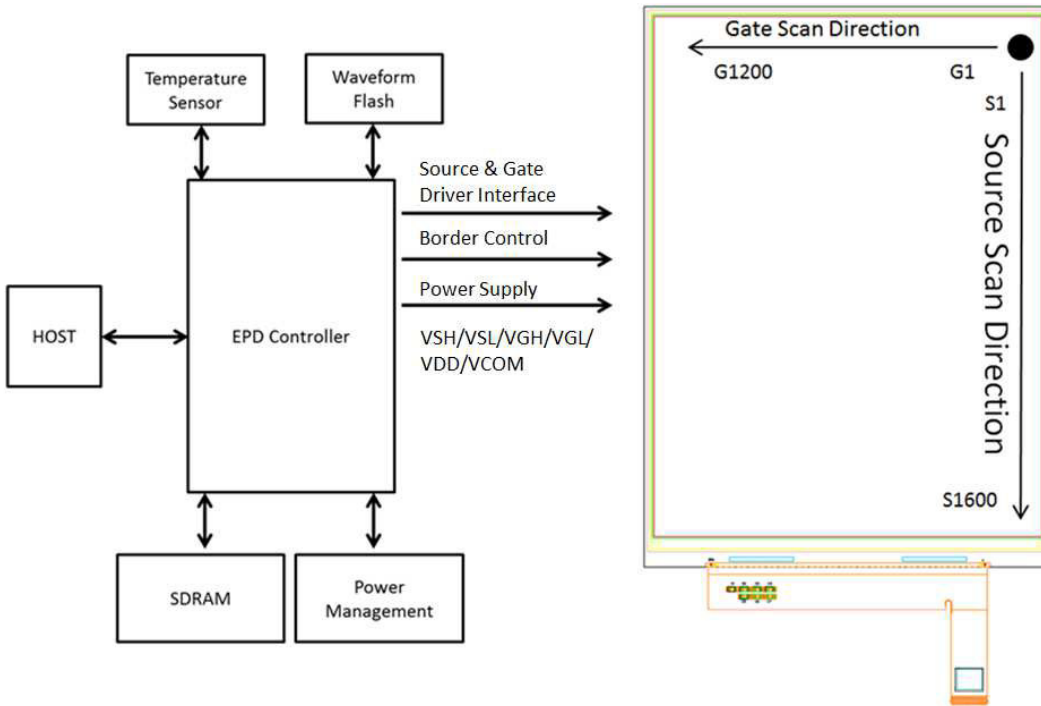 Temperature
Sensor
Waveform
Flash
HOST
EPD Controller
SDRAM
Power
Management
Source & Gate
Driver Interface
Border Control
Power Supply
VSH/VSL/VGH/VGL/
VDD/VCOM
Gate Scan Direction
G1200
G1
S1
Source Scan Direction
S1600